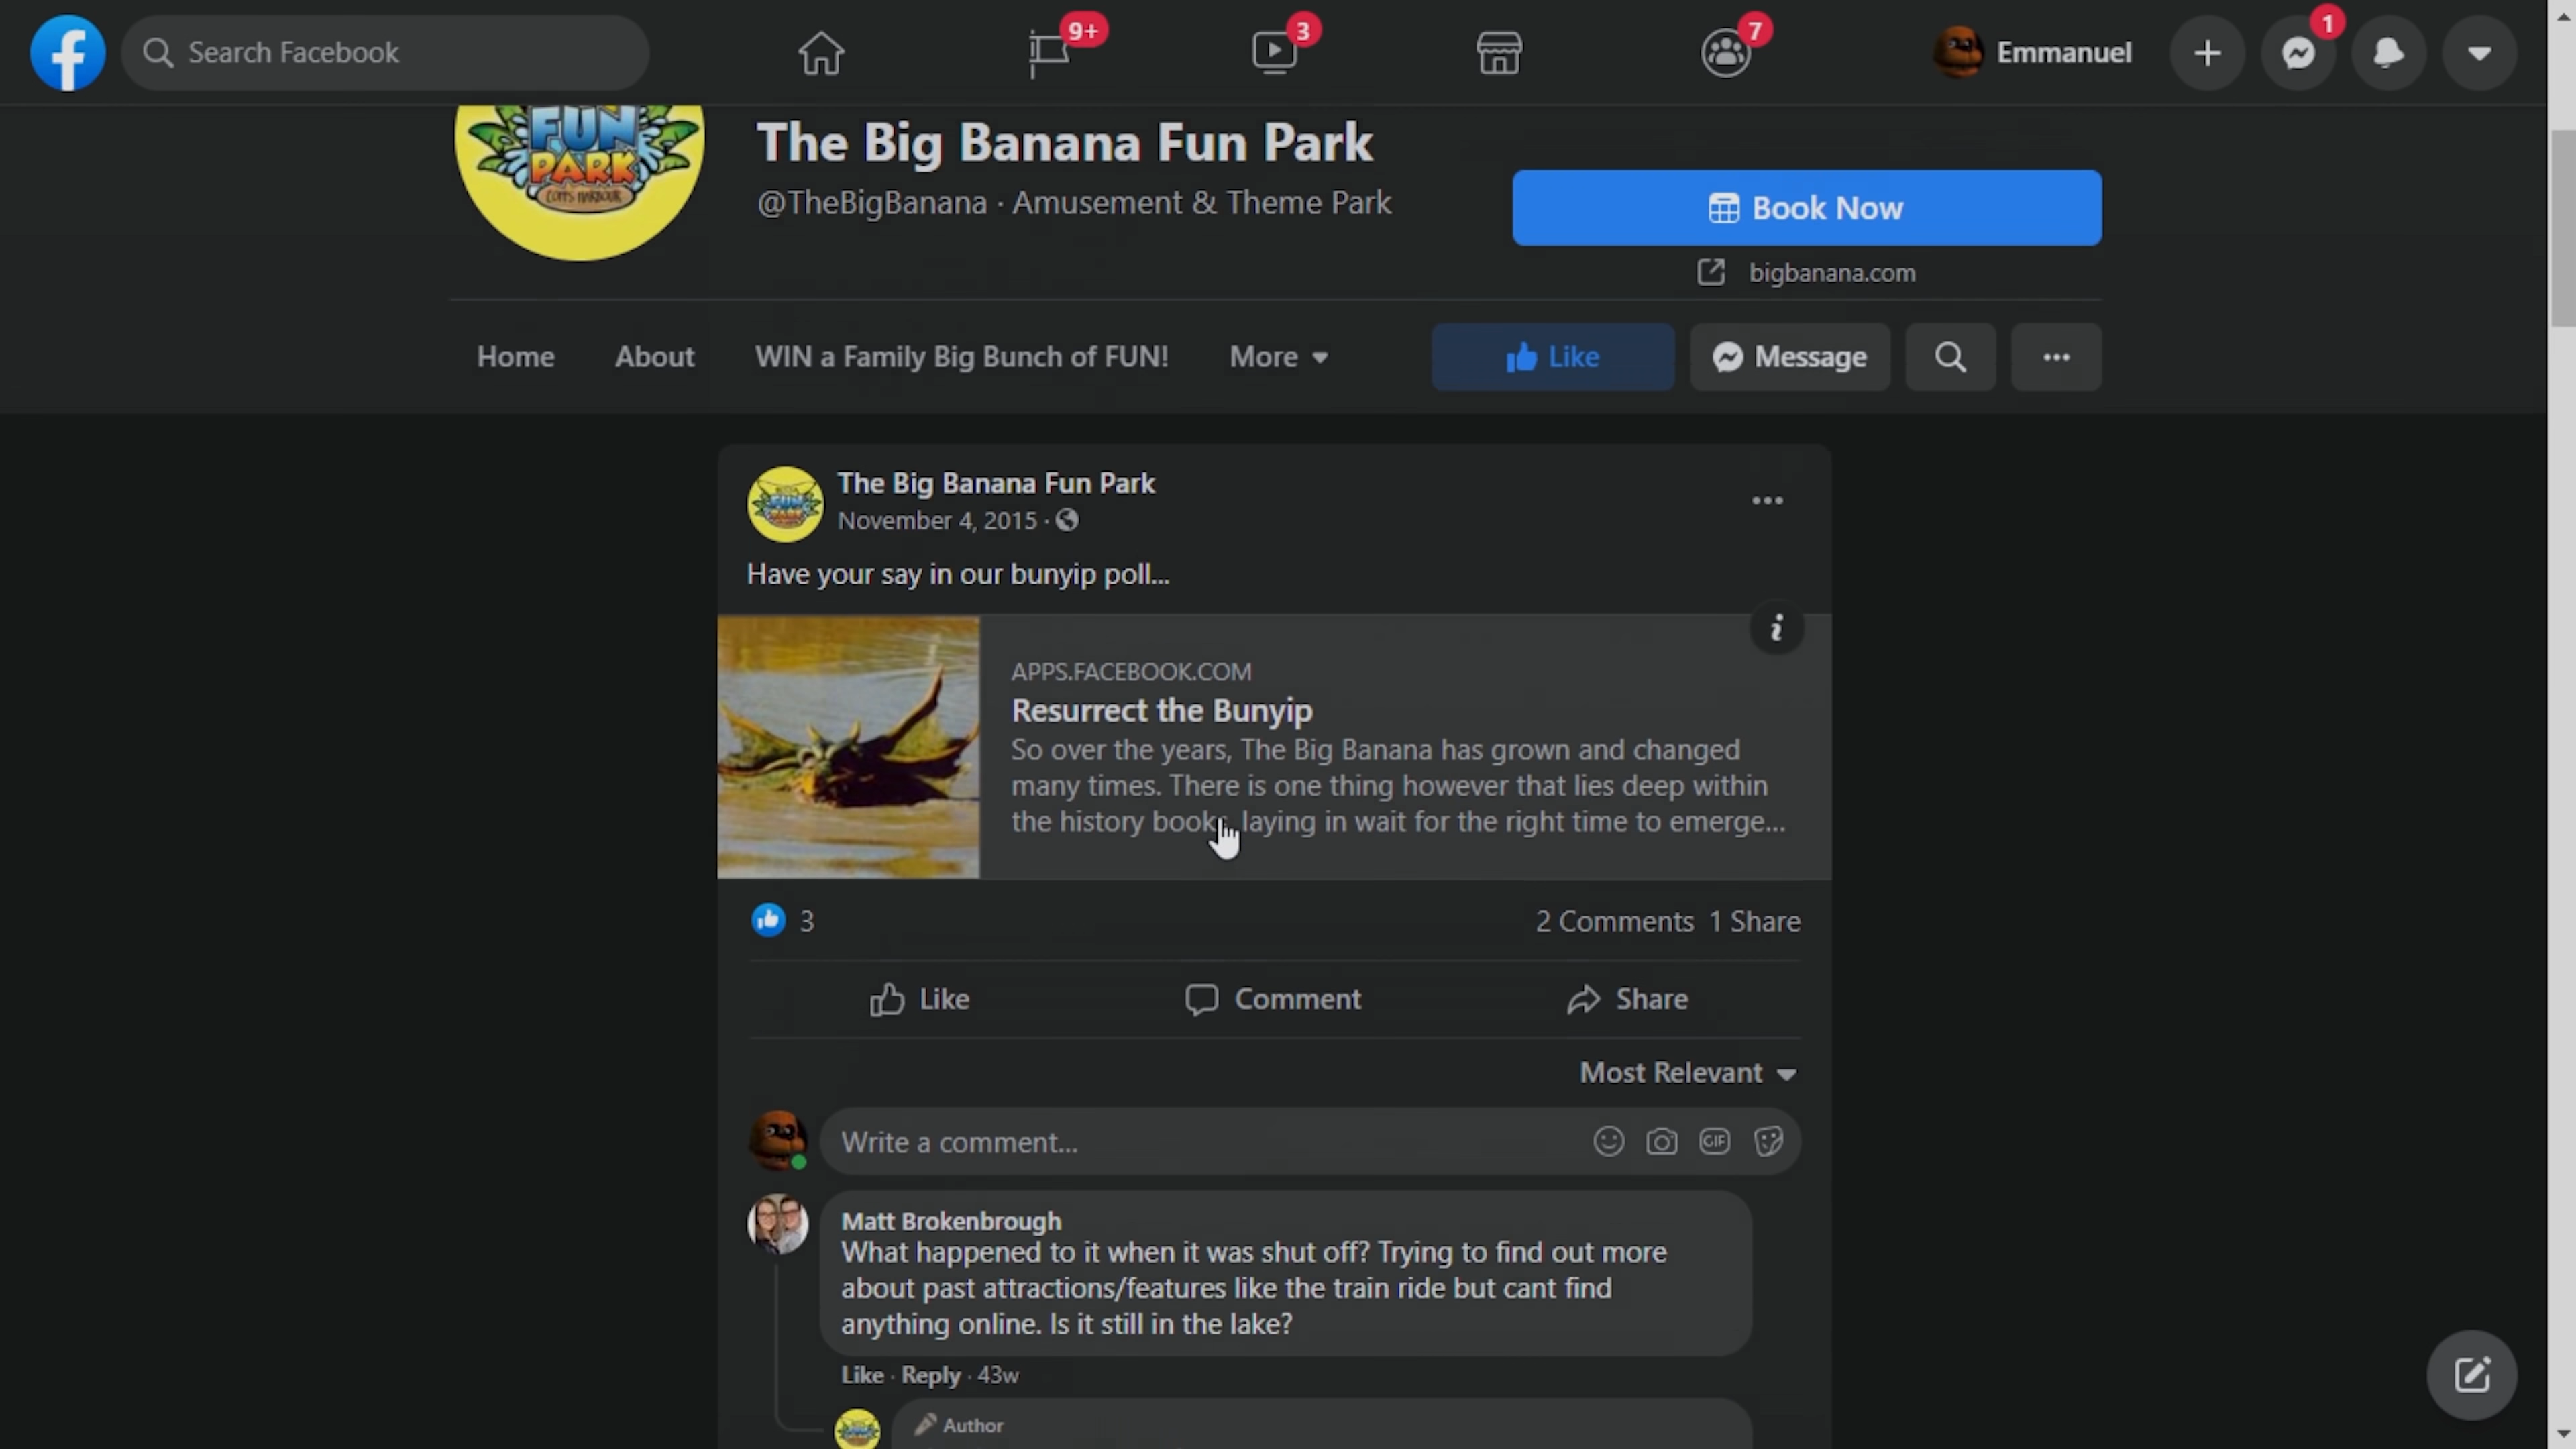 Search Facebook
9+
3
7
Emmanuel
1
FUN
PARK
COFFS HARBOUR
The Big Banana Fun Park
@TheBigBanana · Amusement & Theme Park
Book Now
bigbanana.com
Home
About
WIN a Family Big Bunch of FUN!
More
Like
Message
The Big Banana Fun Park
November 4, 2015 ·
Have your say in our bunyip poll...
APPS.FACEBOOK.COM
Resurrect the Bunyip
So over the years, The Big Banana has grown and changed
many times. There is one thing however that lies deep within
the history books, laying in wait for the right time to emerge...
3
2 Comments 1 Share
Like
Comment
Share
Most Relevant
Write a comment...
GIF
Matt Brokenbrough
What happened to it when it was shut off? Trying to find out more
about past attractions/features like the train ride but cant find
anything online. Is it still in the lake?
Like · Reply · 43w
Author